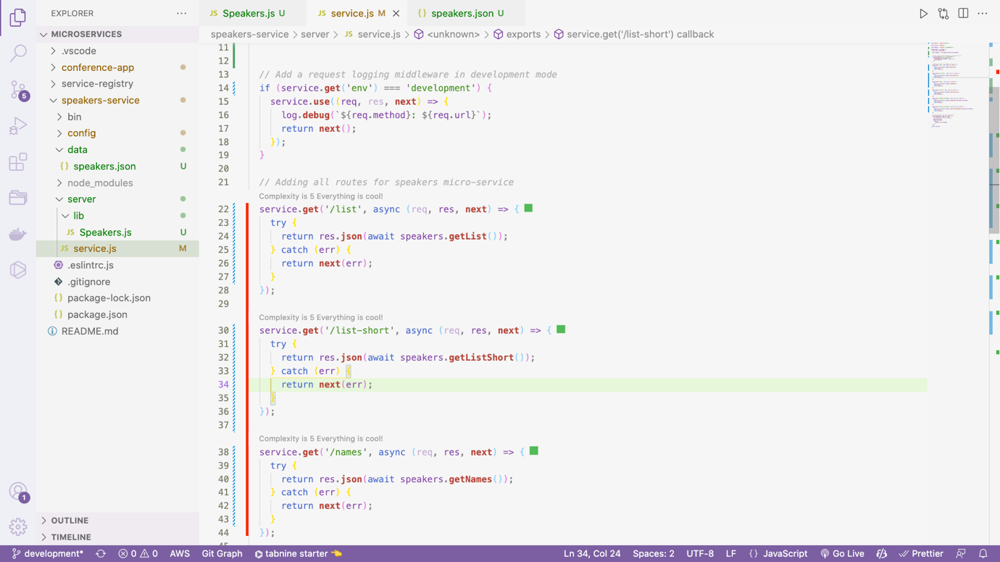 EXPLORER
Speakers.js U
service.js M
{} speakers.json U
MICROSERVICES
speakers-service > server > JS service.js > <unknown> > exports > service.get('/list-short') callback
.vscode
conference-app
service-registry
speakers-service
bin
config
data
{} speakers.json U
node_modules
server
lib
JS Speakers.js U
JS service.js M
.eslintrc.js
.gitignore
{} package-lock.json
{} package.json
README.md
OUTLINE
TIMELINE
5
1
11
12
13 // Add a request logging middleware in development mode
14 if (service.get('env') === 'development') {
15 service.use((req, res, next) => {
16 log.debug(`${req.method}: ${req.url}`);
17 return next();
18 });
19 }
20
21 // Adding all routes for speakers micro-service
Complexity is 5 Everything is cool!
22 service.get('/list', async (req, res, next) => {
23 try {
24 return res.json(await speakers.getList());
25 } catch (err) {
26 return next(err);
27 }
28 });
29
Complexity is 5 Everything is cool!
30 service.get('/list-short', async (req, res, next) => {
31 try {
32 return res.json(await speakers.getListShort());
33 } catch (err) {
34 return next(err);
35 }
36 });
37
Complexity is 5 Everything is cool!
38 service.get('/names', async (req, res, next) => {
39 try {
40 return res.json(await speakers.getNames());
41 } catch (err) {
42 return next(err);
43 }
44 });
development* 0 0 AWS Git Graph tabnine starter Ln 34, Col 24 Spaces: 2 UTF-8 LF {} JavaScript Go Live Prettier